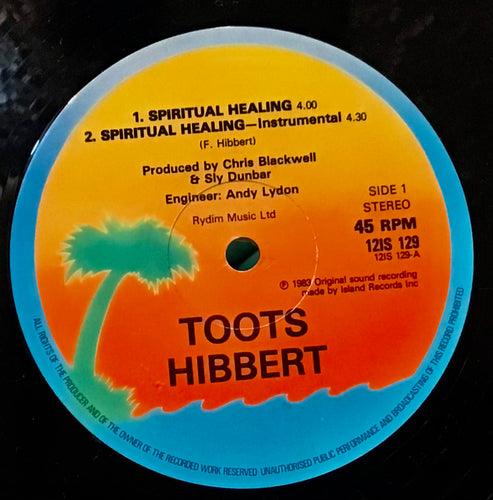 1. SPIRITUAL HEALING 4.00
2. SPIRITUAL HEALING—Instrumental 4.30
(F. Hibbert)
Produced by Chris Blackwell
& Sly Dunbar
Engineer: Andy Lydon
Rydim Music Ltd
SIDE 1
STEREO
45 RPM
12IS 129
12IS 129-A
℗ 1983 Original sound recording
made by Island Records Inc
TOOTS
HIBBERT
ALL RIGHTS OF THE PRODUCER AND OF THE OWNER OF THE RECORDED WORK RESERVED UNAUTHORISED PUBLIC PERFORMANCE AND BROADCASTING OF THIS RECORD PROHIBITED